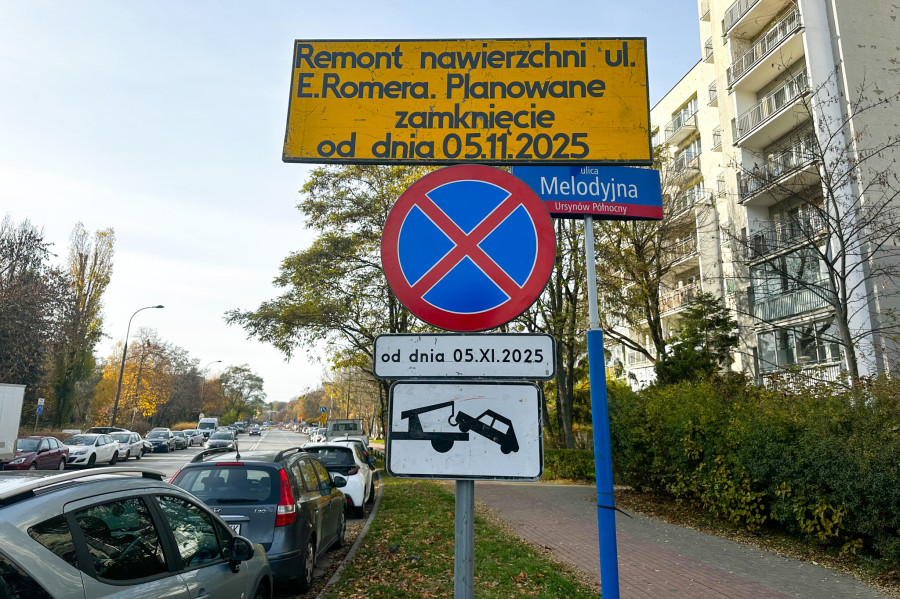 Remont nawierzchni ul.
E.Romera. Planowane
zamknięcie
od dnia 05.11.2025
ulica
Melodyjna
Ursynów Północny
od dnia 05.XI.2025